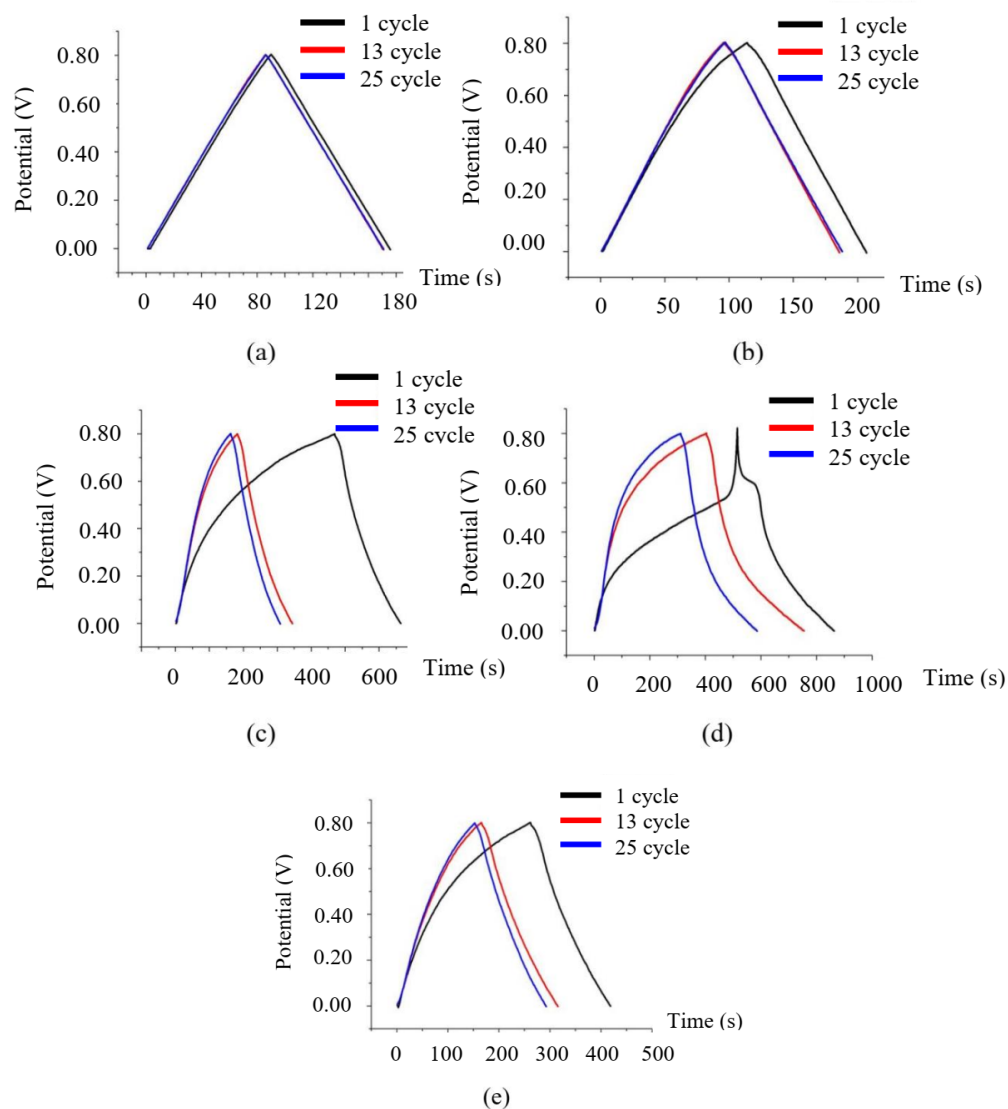 1 cycle
13 cycle
25 cycle
Potential (V)
0.80
0.60
0.40
0.20
0.00
Time (s)
0 40 80 120 180
(a)
1 cycle
13 cycle
25 cycle
Potential (V)
0.80
0.60
0.40
0.20
0.00
Time (s)
0 50 100 150 200
(b)
1 cycle
13 cycle
25 cycle
Potential (V)
0.80
0.60
0.40
0.20
0.00
Time (s)
0 200 400 600
(c)
1 cycle
13 cycle
25 cycle
Potential (V)
0.80
0.60
0.40
0.20
0.00
Time (s)
0 200 400 600 800 1000
(d)
1 cycle
13 cycle
25 cycle
Potential (V)
0.80
0.60
0.40
0.20
0.00
Time (s)
0 100 200 300 400 500
(e)